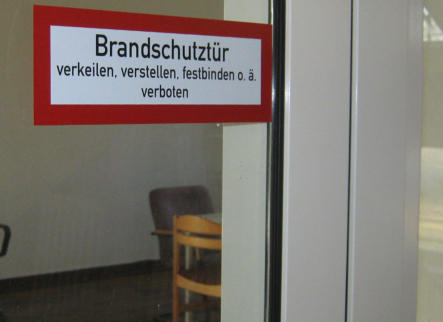 Brandschutztür
verkeilen, verstellen, festbinden o. ä.
verboten